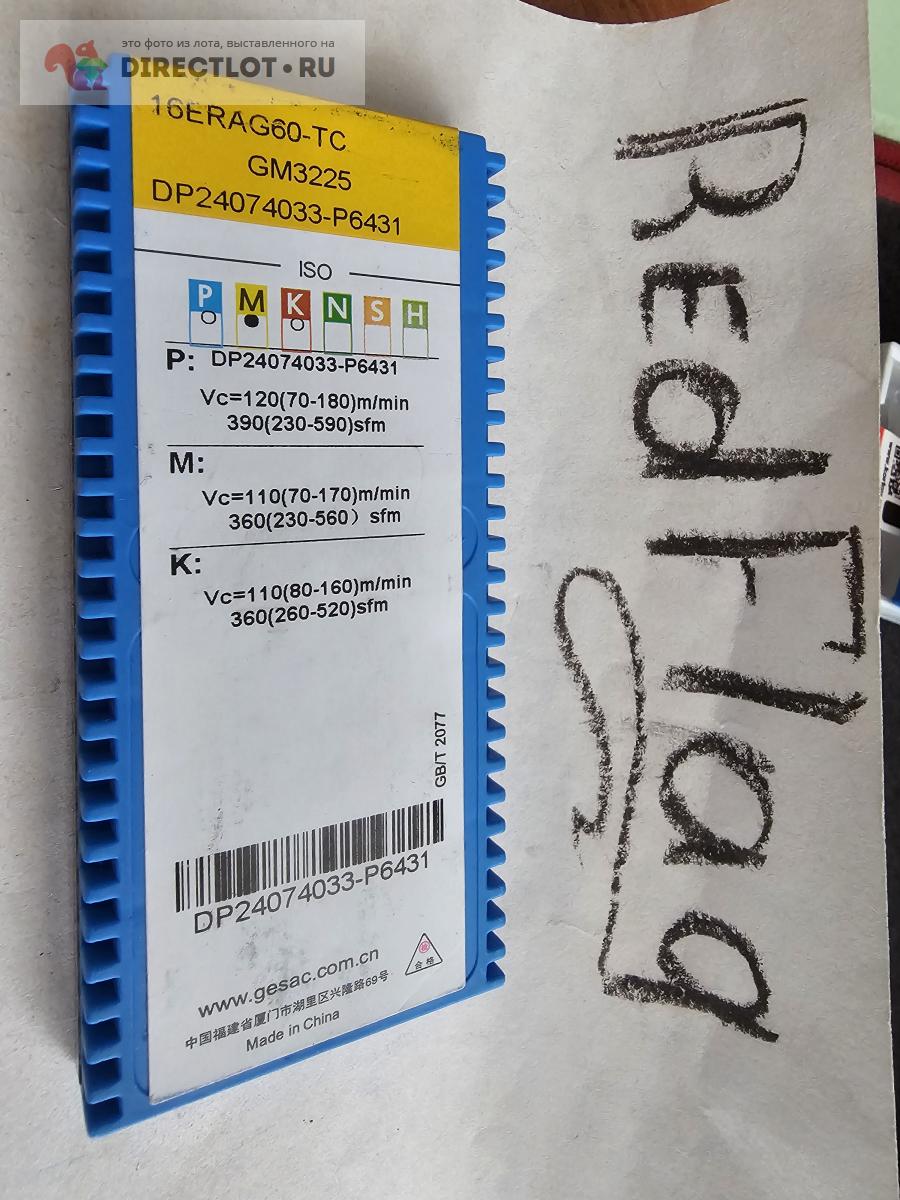 это фото из лота, выставленного на
DIRECTLOT•RU
16ERAG60-TC
GM3225
DP24074033-P6431
ISO
P M K N S H
P: DP24074033-P6431
Vc=120(70-180)m/min
390(230-590)sfm
M:
Vc=110(70-170)m/min
360(230-560）sfm
K:
Vc=110(80-160)m/min
360(260-520)sfm
GB/T 2077
DP24074033-P6431
www.gesac.com.cn
中国福建省厦门市湖里区兴隆路69号
Made in China
合格
Red Flag